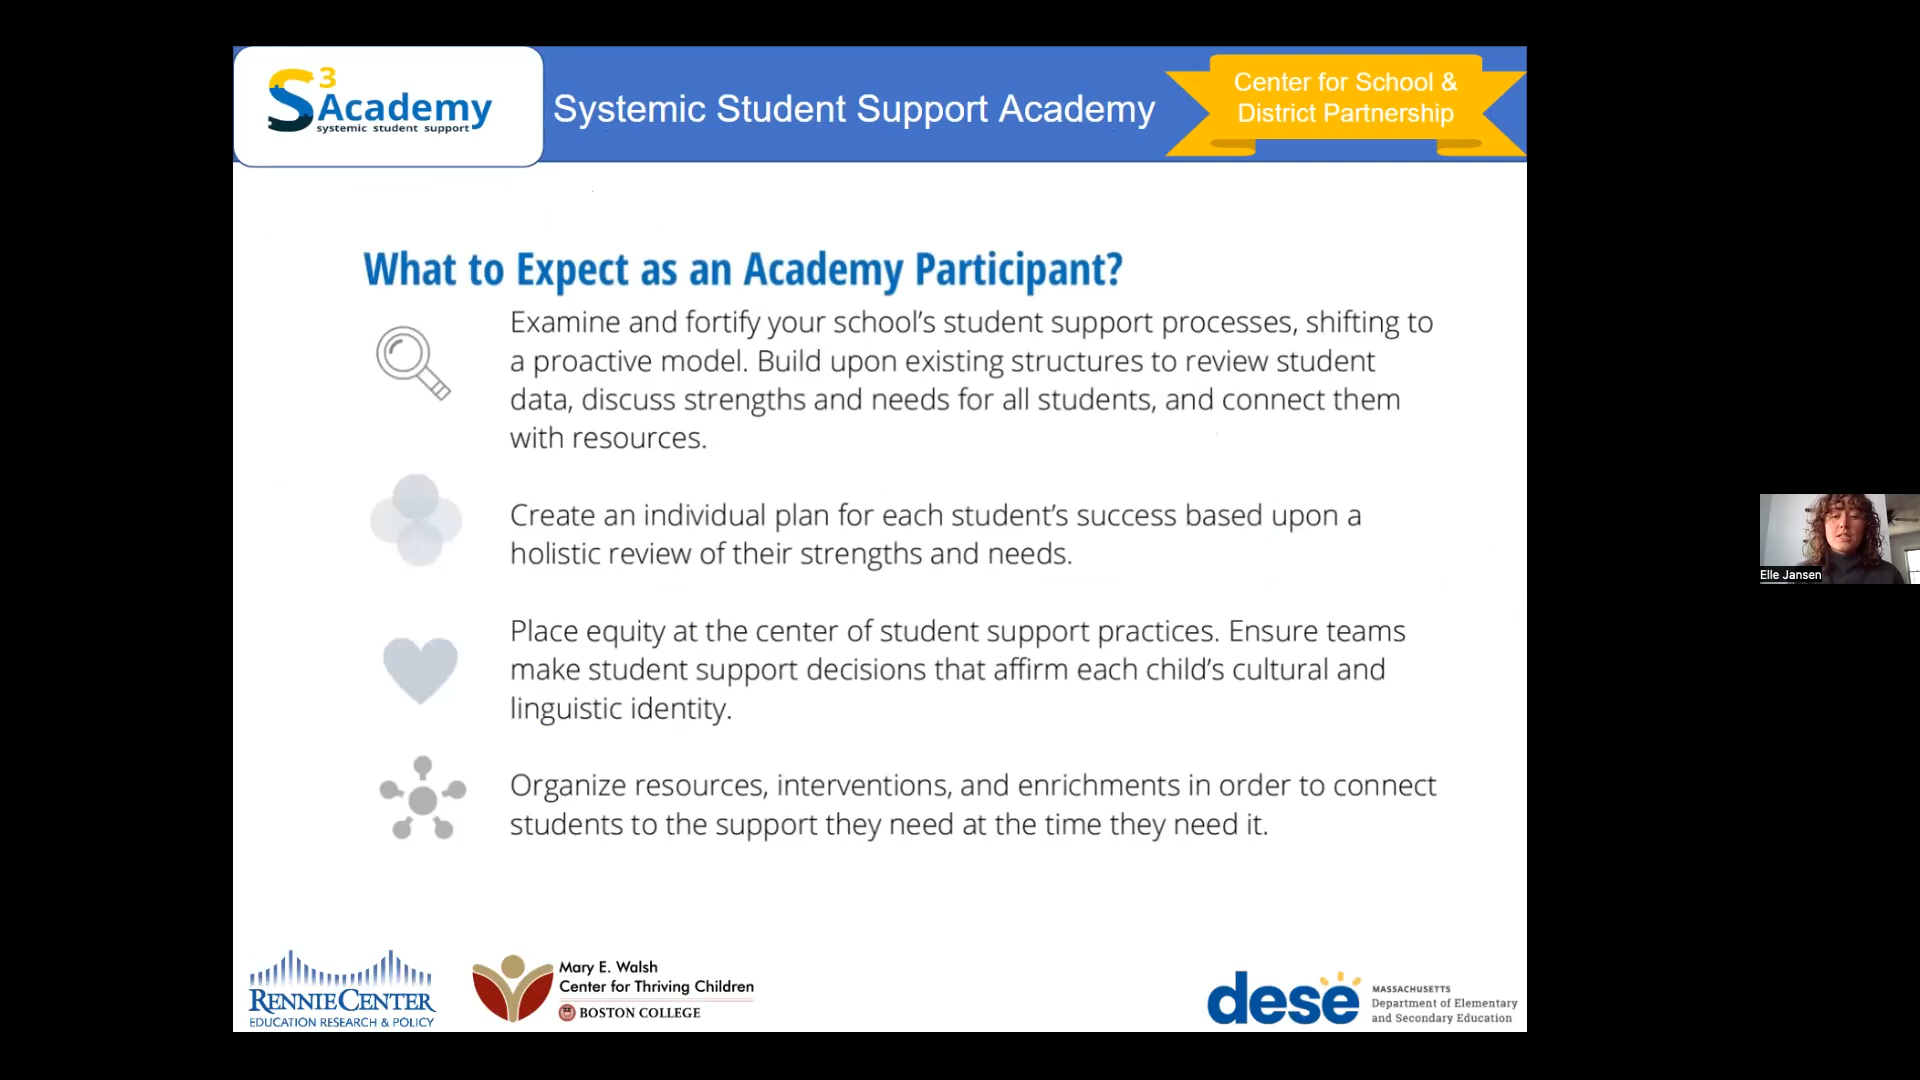 S3 Academy
systemic student support
Systemic Student Support Academy
Center for School &
District Partnership
What to Expect as an Academy Participant?
Examine and fortify your school’s student support processes, shifting to
a proactive model. Build upon existing structures to review student
data, discuss strengths and needs for all students, and connect them
with resources.
Create an individual plan for each student’s success based upon a
holistic review of their strengths and needs.
Place equity at the center of student support practices. Ensure teams
make student support decisions that affirm each child’s cultural and
linguistic identity.
Organize resources, interventions, and enrichments in order to connect
students to the support they need at the time they need it.
Elle Jansen
RENNIE CENTER
EDUCATION RESEARCH & POLICY
Mary E. Walsh
Center for Thriving Children
BOSTON COLLEGE
dese
MASSACHUSETTS
Department of Elementary
and Secondary Education